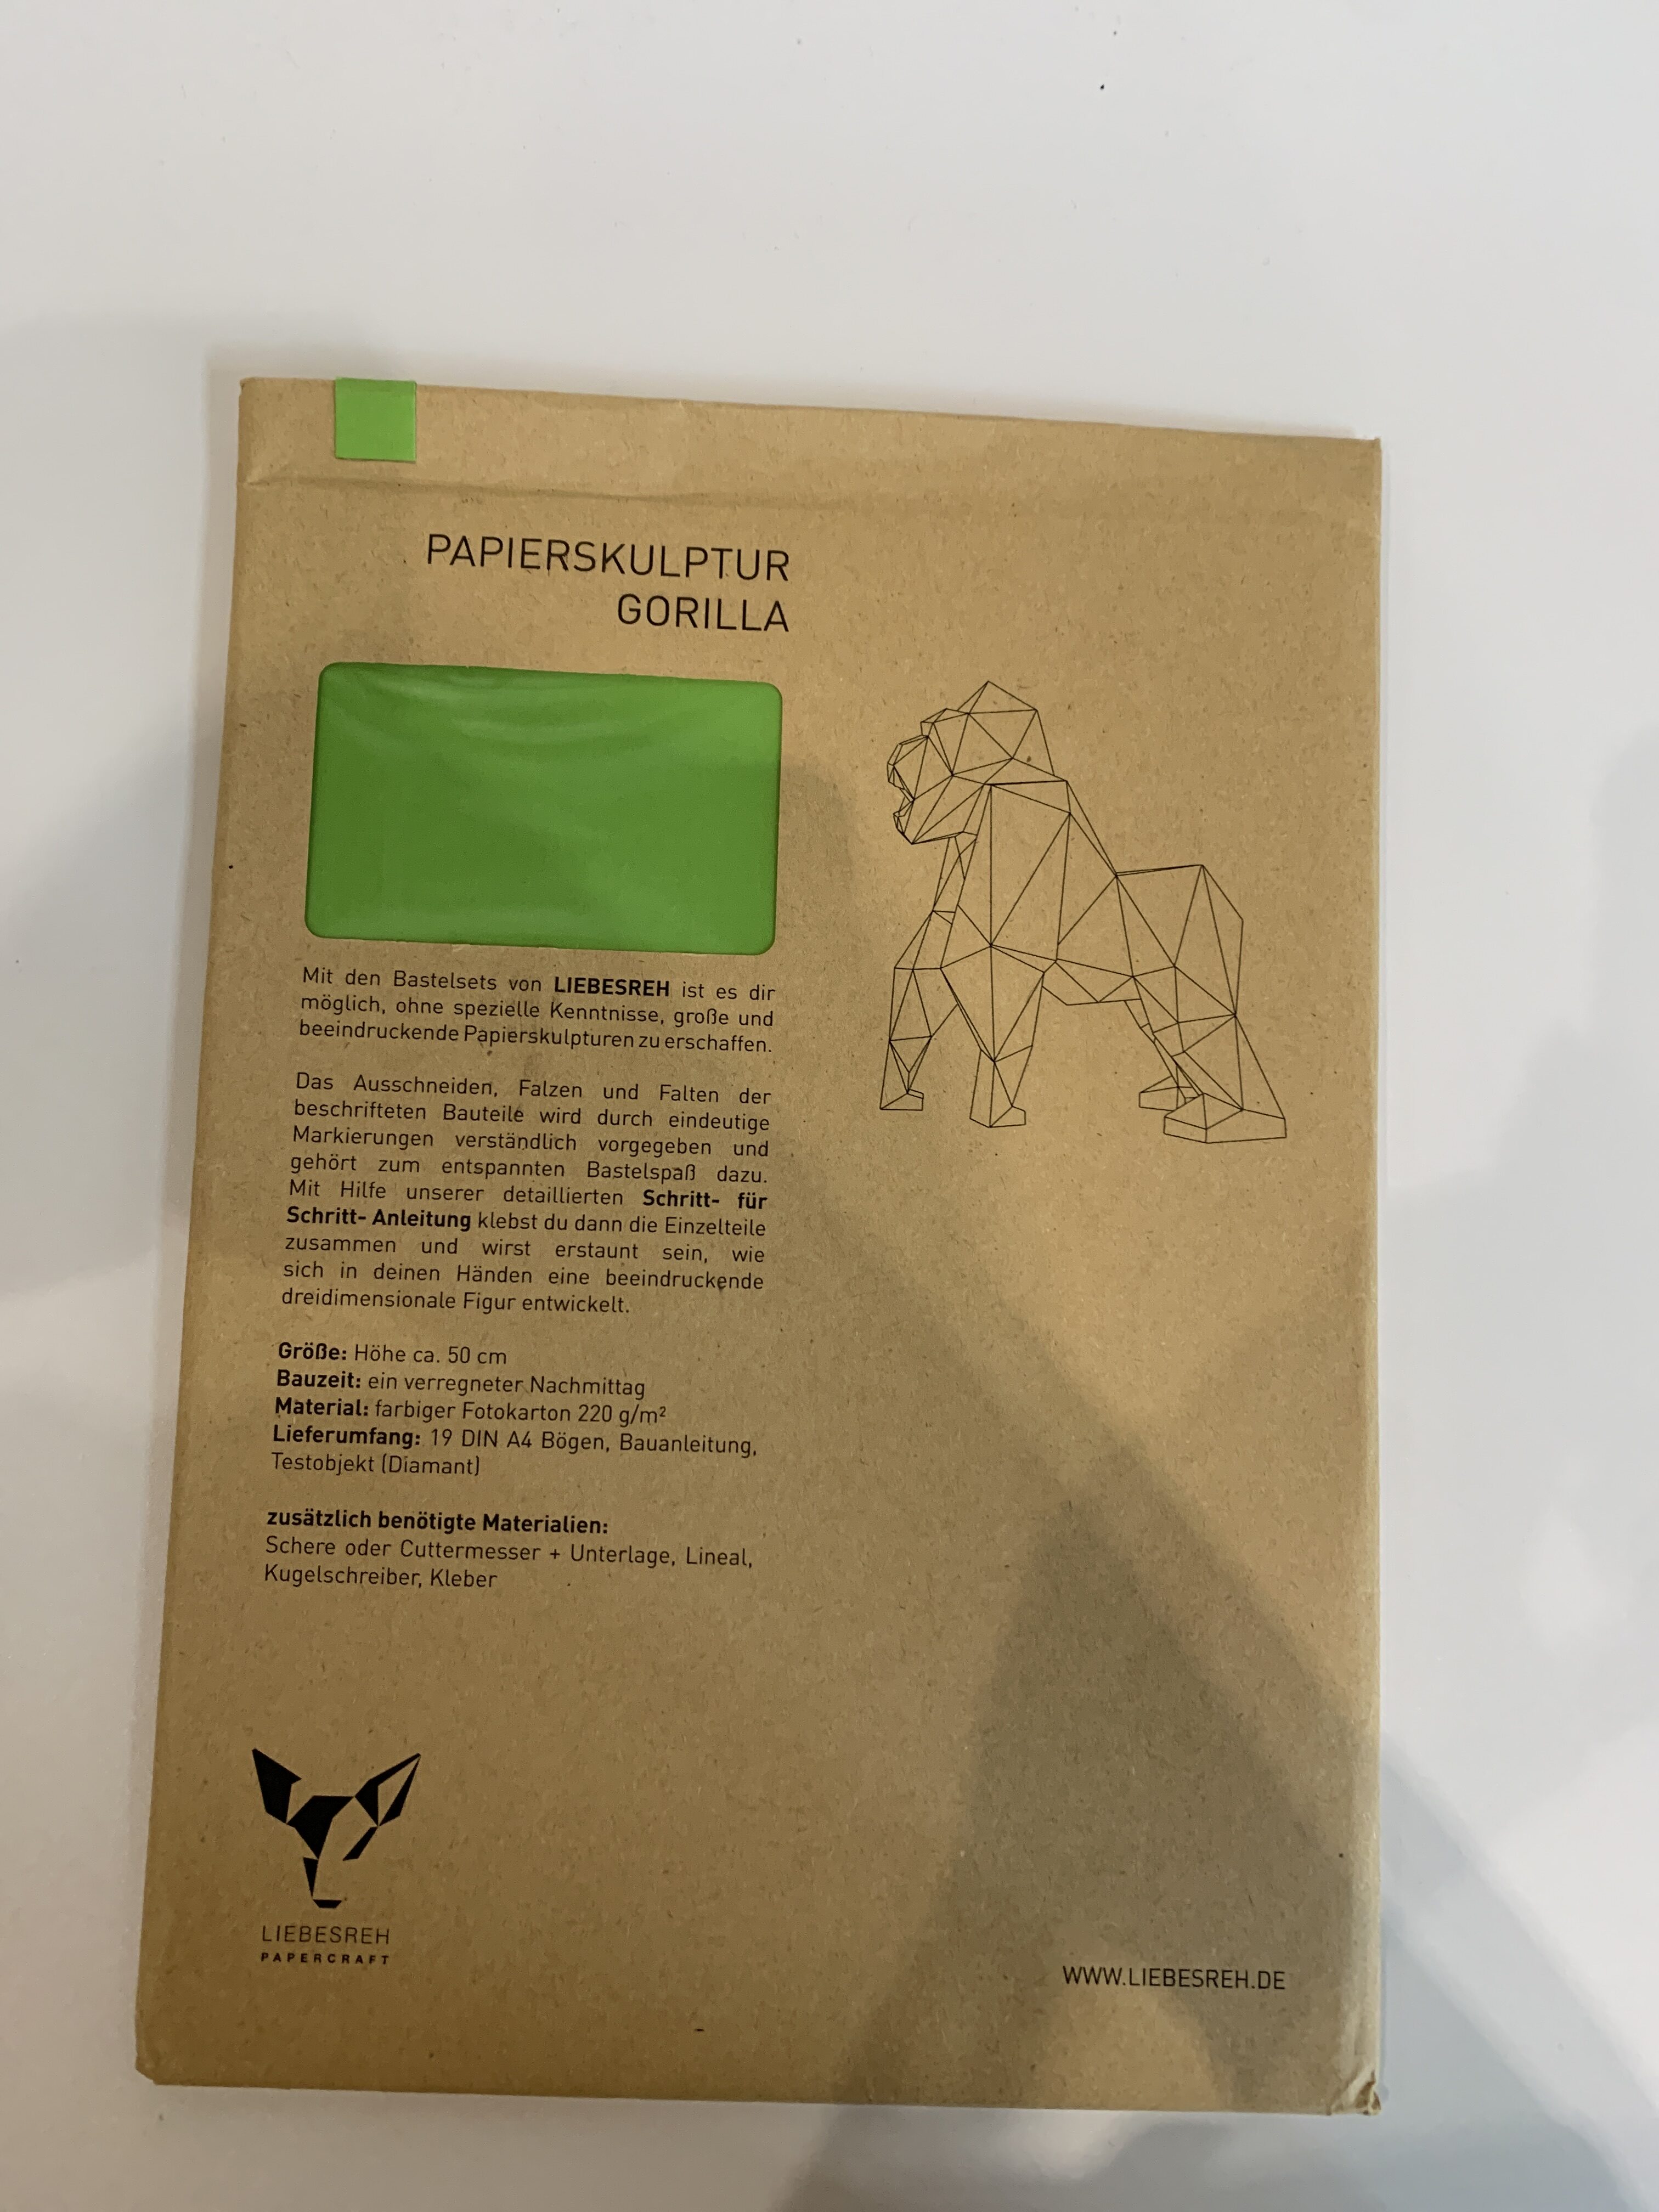 PAPIERSKULPTUR
GORILLA
Mit den Bastelsets von LIEBESREH ist es dir
möglich, ohne spezielle Kenntnisse, große und
beeindruckende Papierskulpturen zu erschaffen.
Das Ausschneiden, Falzen und Falten der
beschrifteten Bauteile wird durch eindeutige
Markierungen verständlich vorgegeben und
gehört zum entspannten Bastelspaß dazu.
Mit Hilfe unserer detaillierten Schritt- für
Schritt- Anleitung klebst du dann die Einzelteile
zusammen und wirst erstaunt sein, wie
sich in deinen Händen eine beeindruckende
dreidimensionale Figur entwickelt.
Größe: Höhe ca. 50 cm
Bauzeit: ein verregneter Nachmittag
Material: farbiger Fotokarton 220 g/m²
Lieferumfang: 19 DIN A4 Bögen, Bauanleitung,
Testobjekt (Diamant)
zusätzlich benötigte Materialien:
Schere oder Cuttermesser + Unterlage, Lineal,
Kugelschreiber, Kleber
LIEBESREH
PAPERCRAFT
WWW.LIEBESREH.DE